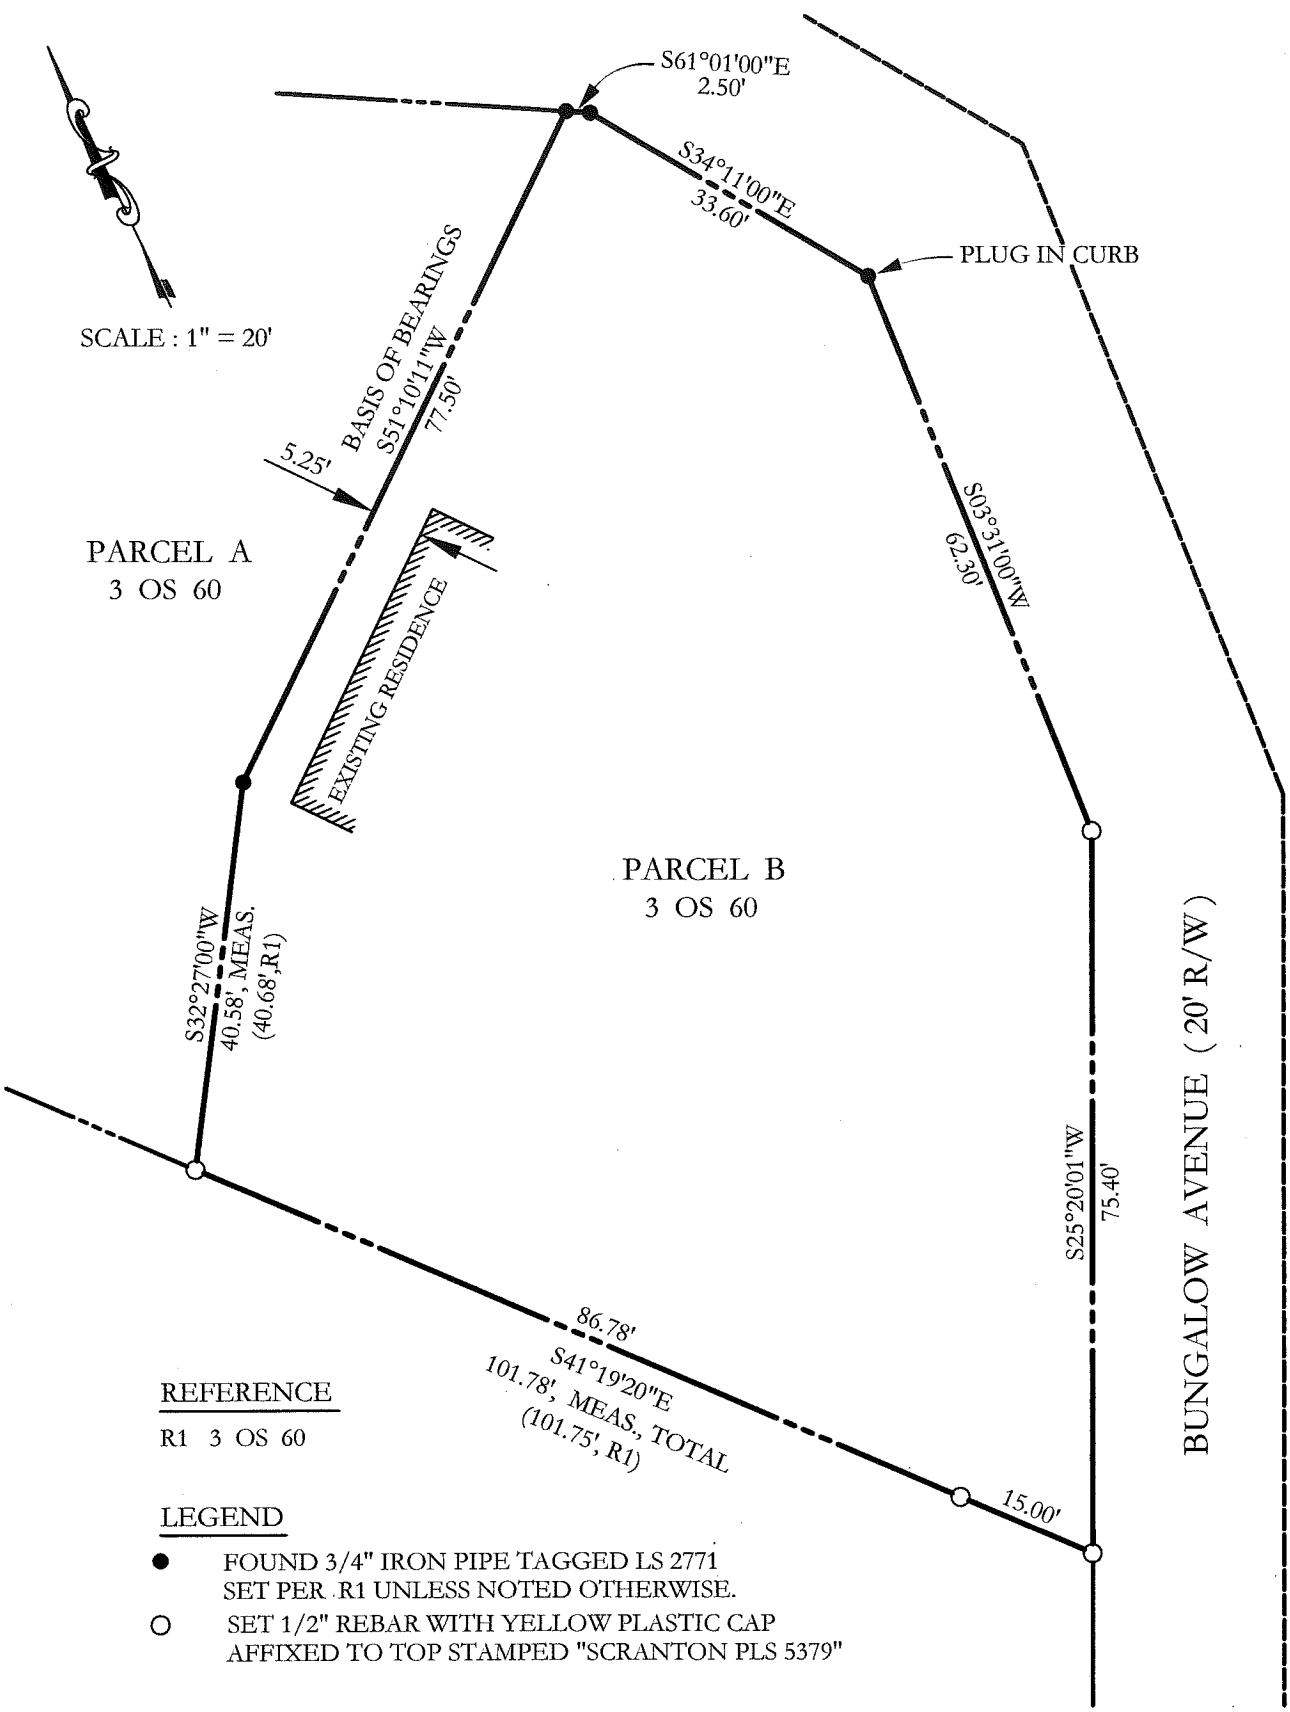 S61°01'00"E
2.50'
S34°11'00"E
33.60'
PLUG IN CURB
SCALE : 1" = 20'
BASIS OF BEARINGS
S51°10'11"W
77.50'
5.25'
S03°31'00"W
62.30'
PARCEL A
3 OS 60
EXISTING RESIDENCE
PARCEL B
3 OS 60
S32°27'00"W
40.58', MEAS.
(40.68',R1)
BUNGALOW AVENUE ( 20' R/W )
S25°20'01"W
75.40'
86.78'
S41°19'20"E
101.78', MEAS., TOTAL
(101.75', R1)
15.00'
REFERENCE
R1 3 OS 60
LEGEND
FOUND 3/4" IRON PIPE TAGGED LS 2771
SET PER R1 UNLESS NOTED OTHERWISE.
SET 1/2" REBAR WITH YELLOW PLASTIC CAP
AFFIXED TO TOP STAMPED "SCRANTON PLS 5379"